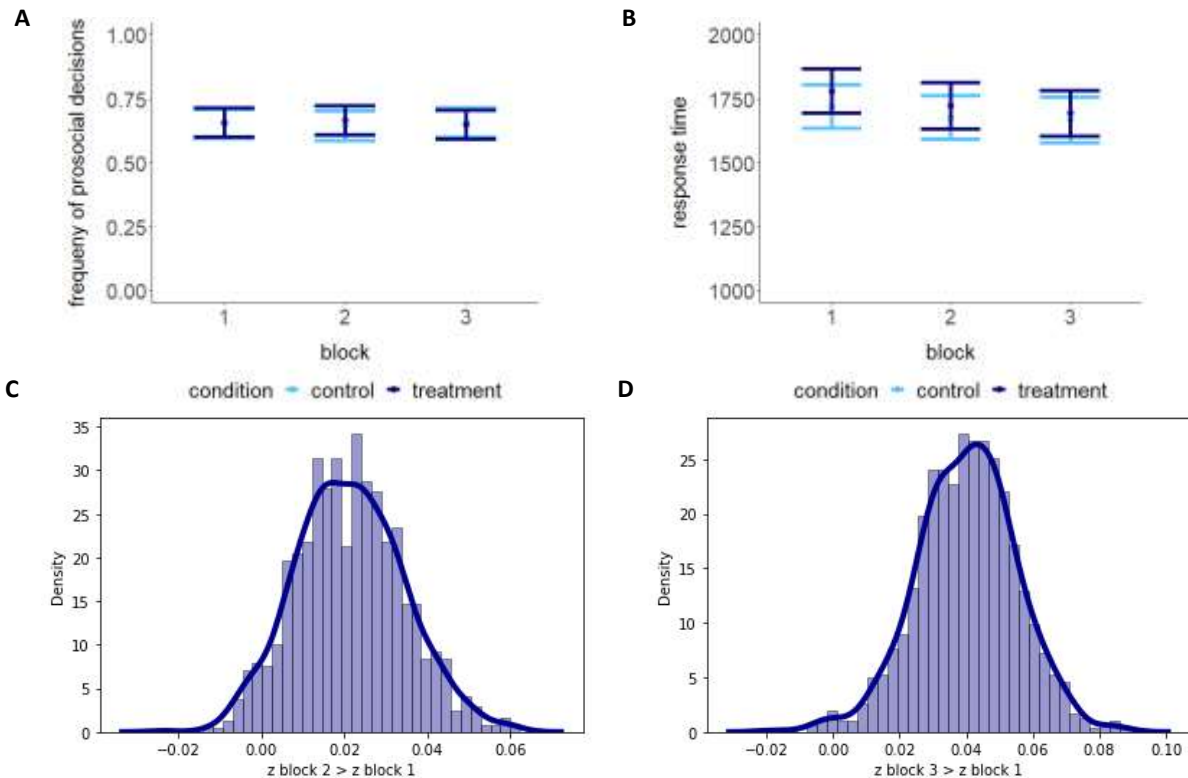 A
1.00
0.75
0.50
0.25
0.00
frequeny of prosocial decisions
1 2 3
block
condition control treatment
B
2000
1750
1500
1250
1000
response time
1 2 3
block
condition control treatment
C
35
30
25
20
15
10
5
0
Density
−0.02 0.00 0.02 0.04 0.06
z block 2 > z block 1
D
25
20
15
10
5
0
Density
−0.02 0.00 0.02 0.04 0.06 0.08 0.10
z block 3 > z block 1